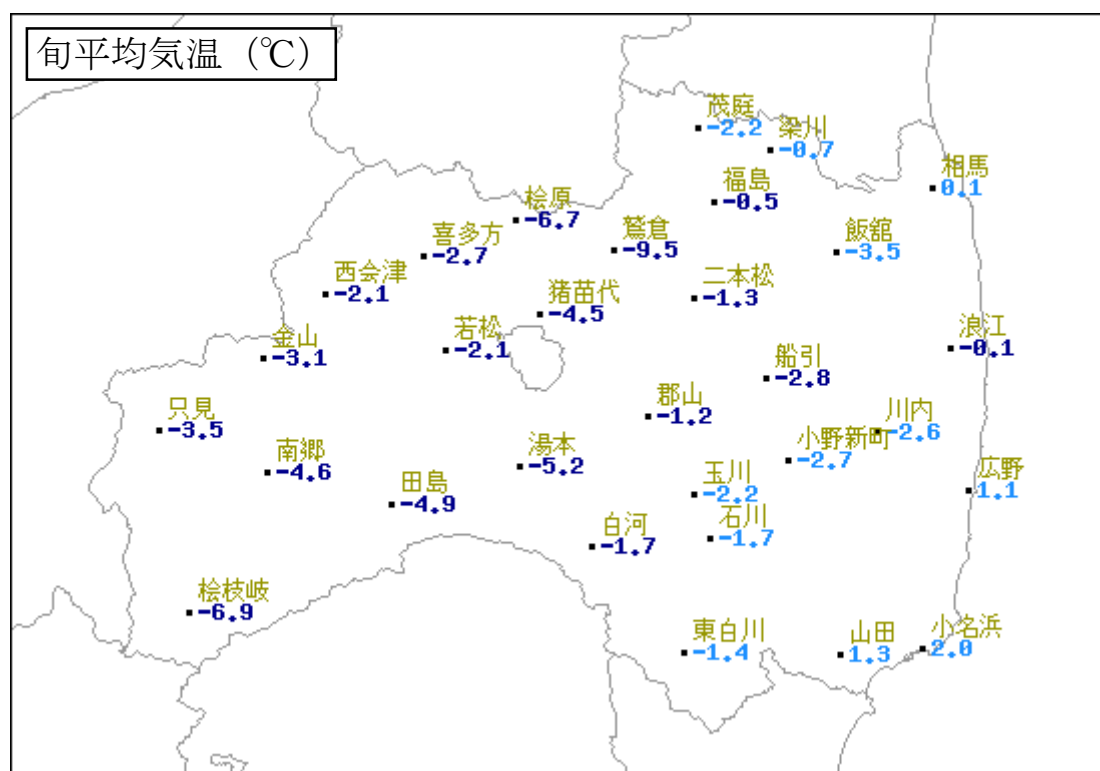 旬平均気温（℃）
茂庭
-2.2
梁川
-0.7
相馬
0.1
福島
-0.5
桧原
-6.7
鷲倉
-9.5
飯舘
-3.5
喜多方
-2.7
西会津
-2.1
猪苗代
-4.5
二本松
-1.3
若松
-2.1
金山
-3.1
浪江
-0.1
船引
-2.8
郡山
-1.2
只見
-3.5
川内
-2.6
小野新町
-2.7
南郷
-4.6
湯本
-5.2
広野
1.1
田島
-4.9
玉川
-2.2
石川
-1.7
白河
-1.7
桧枝岐
-6.9
東白川
-1.4
山田
1.3
小名浜
2.0